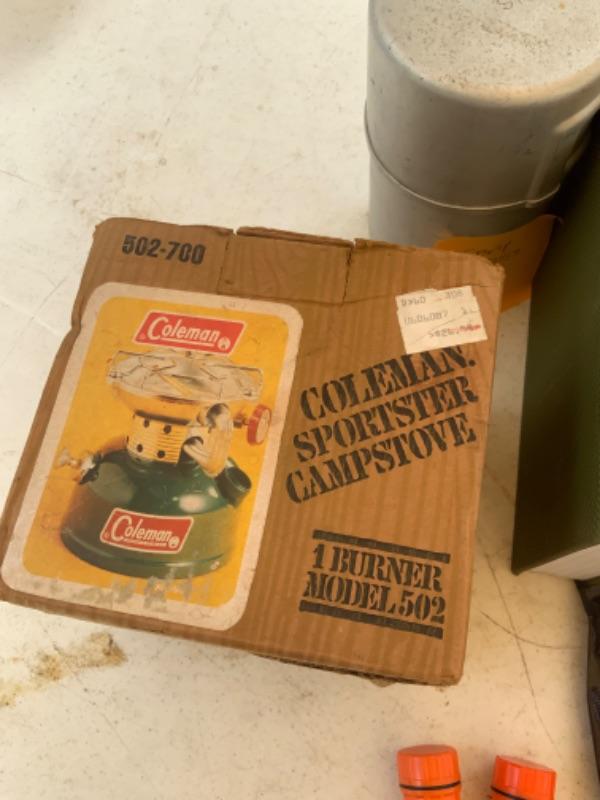 502-700
Coleman
COLEMAN.
SPORTSTER
CAMPSTOVE
Coleman
1 BURNER
MODEL 502